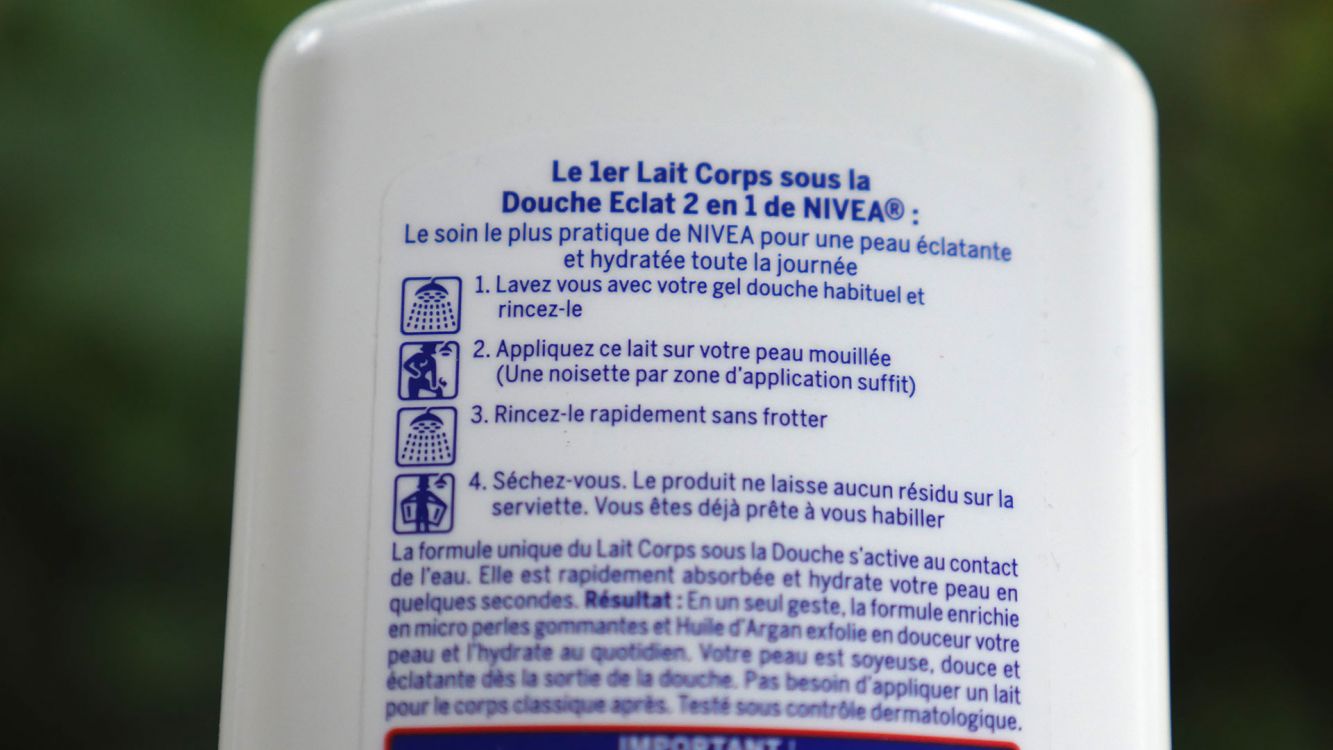 Le 1er Lait Corps sous la
Douche Eclat 2 en 1 de NIVEA® :
Le soin le plus pratique de NIVEA pour une peau éclatante
et hydratée toute la journée
1. Lavez vous avec votre gel douche habituel et
rincez-le
2. Appliquez ce lait sur votre peau mouillée
(Une noisette par zone d'application suffit)
3. Rincez-le rapidement sans frotter
4. Séchez-vous. Le produit ne laisse aucun résidu sur la
serviette. Vous êtes déjà prête à vous habiller
La formule unique du Lait Corps sous la Douche s'active au contact
de l'eau. Elle est rapidement absorbée et hydrate votre peau en
quelques secondes. Résultat : En un seul geste, la formule enrichie
en micro perles gommantes et Huile d'Argan exfolie en douceur votre
peau et l'hydrate au quotidien. Votre peau est soyeuse, douce et
éclatante dès la sortie de la douche. Pas besoin d'appliquer un lait
pour le corps classique après. Testé sous contrôle dermatologique.
IMPORTANT !